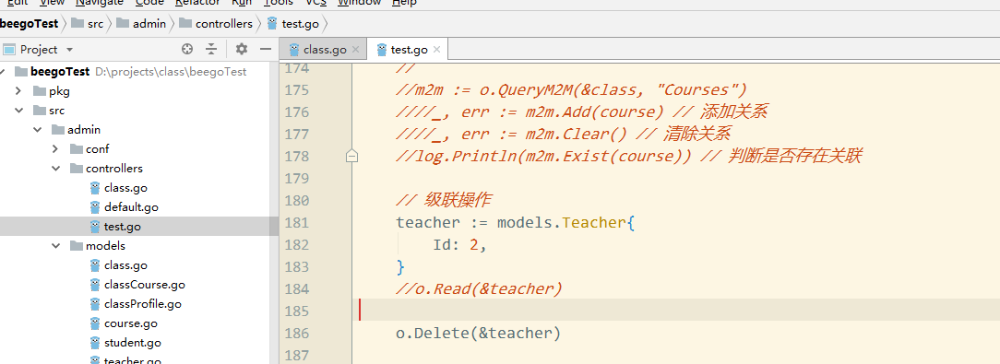 Edit View Navigate Code Refactor Run Tools VCS Window Help
beegoTest src admin controllers test.go
Project
class.go test.go
beegoTest D:\projects\class\beegoTest
pkg
src
admin
conf
controllers
class.go
default.go
test.go
models
class.go
classCourse.go
classProfile.go
course.go
student.go
teacher.go
174 //
175 //m2m := o.QueryM2M(&class, "Courses")
176 ////_, err := m2m.Add(course) // 添加关系
177 ////_, err := m2m.Clear() // 清除关系
178 //log.Println(m2m.Exist(course)) // 判断是否存在关联
179
180 // 级联操作
181 teacher := models.Teacher{
182 Id: 2,
183 }
184 //o.Read(&teacher)
185
186 o.Delete(&teacher)
187